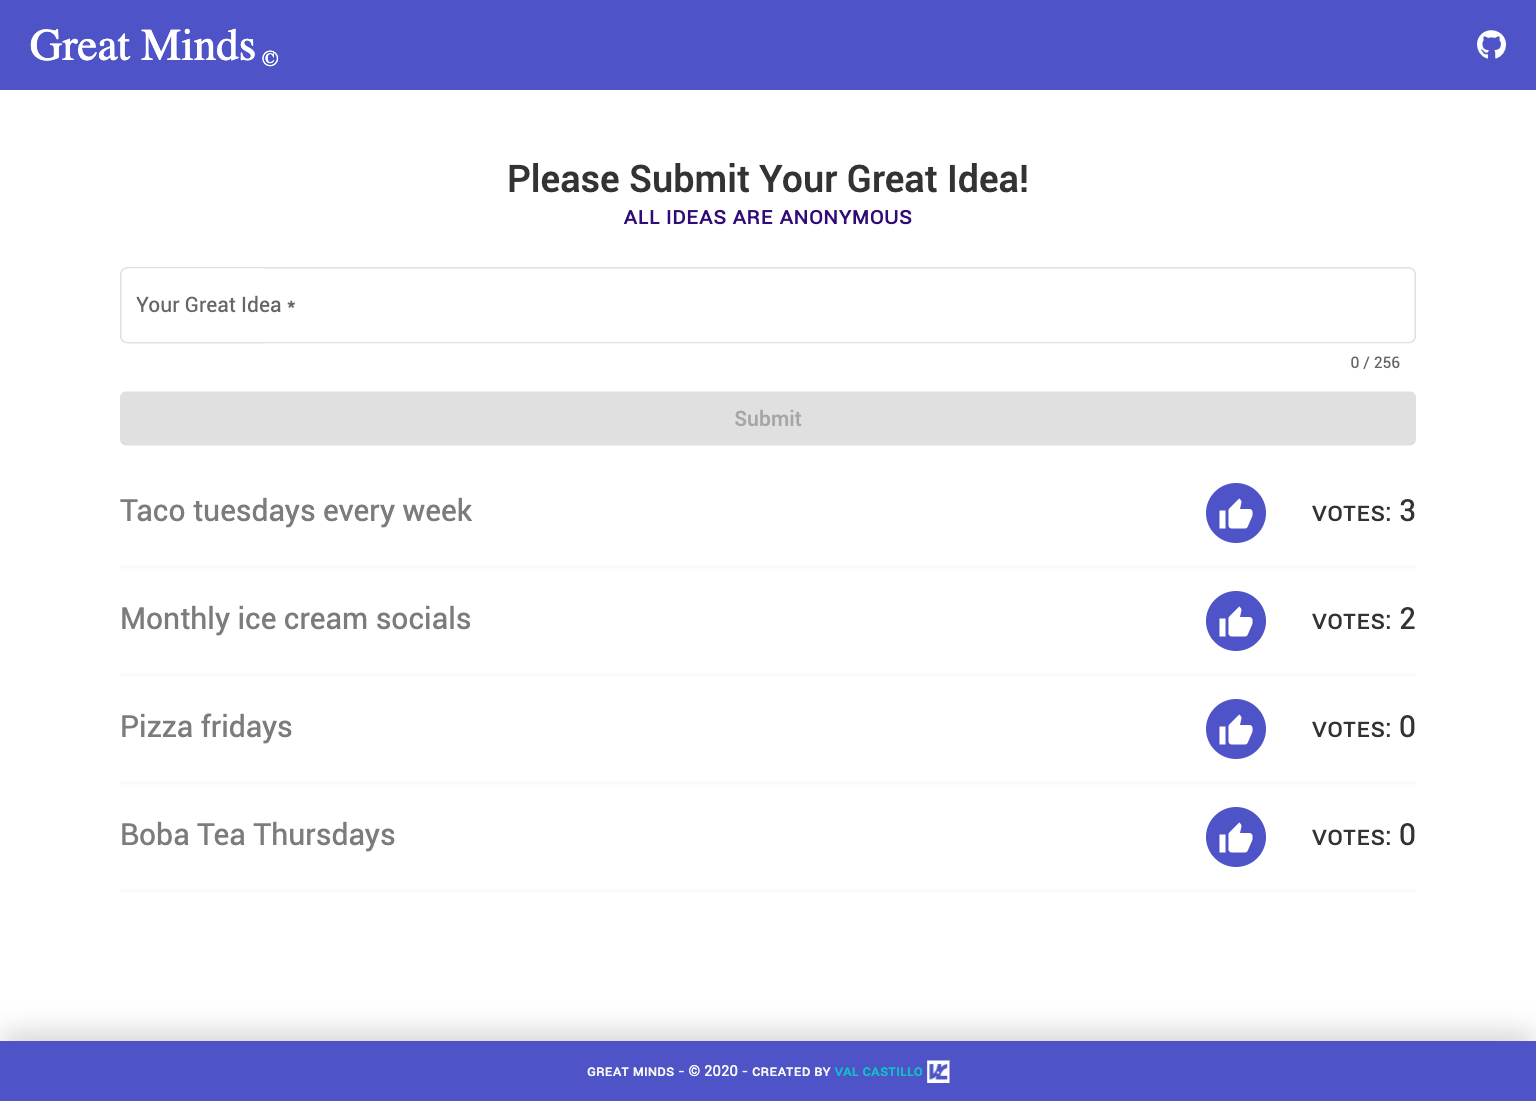 Great Minds ©
Please Submit Your Great Idea!
ALL IDEAS ARE ANONYMOUS
Your Great Idea *
0 / 256
Submit
Taco tuesdays every week
VOTES: 3
Monthly ice cream socials
VOTES: 2
Pizza fridays
VOTES: 0
Boba Tea Thursdays
VOTES: 0
GREAT MINDS - © 2020 - CREATED BY VAL CASTILLO